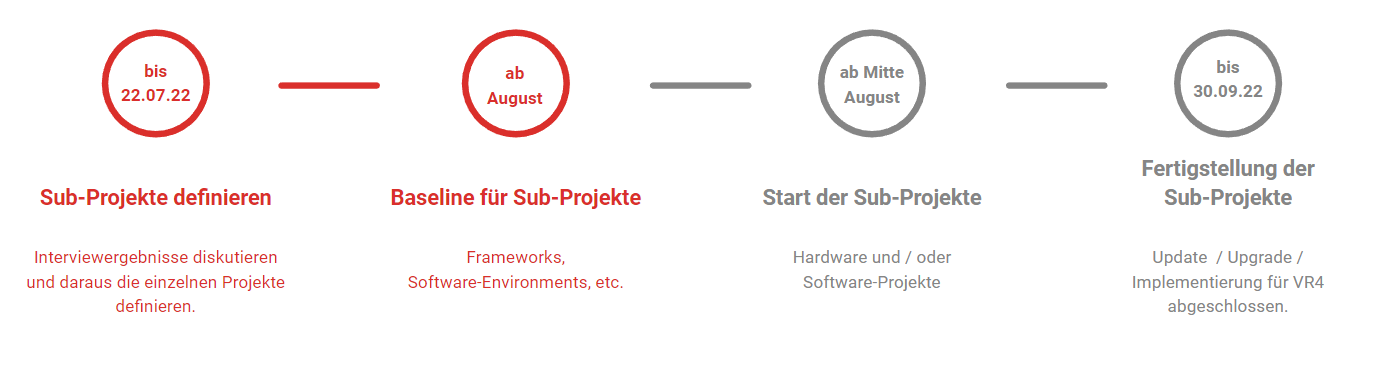 bis
22.07.22
Sub-Projekte definieren
Interviewergebnisse diskutieren
und daraus die einzelnen Projekte
definieren.
ab
August
Baseline für Sub-Projekte
Frameworks,
Software-Environments, etc.
ab Mitte
August
Start der Sub-Projekte
Hardware und / oder
Software-Projekte
bis
30.09.22
Fertigstellung der
Sub-Projekte
Update / Upgrade /
Implementierung für VR4
abgeschlossen.